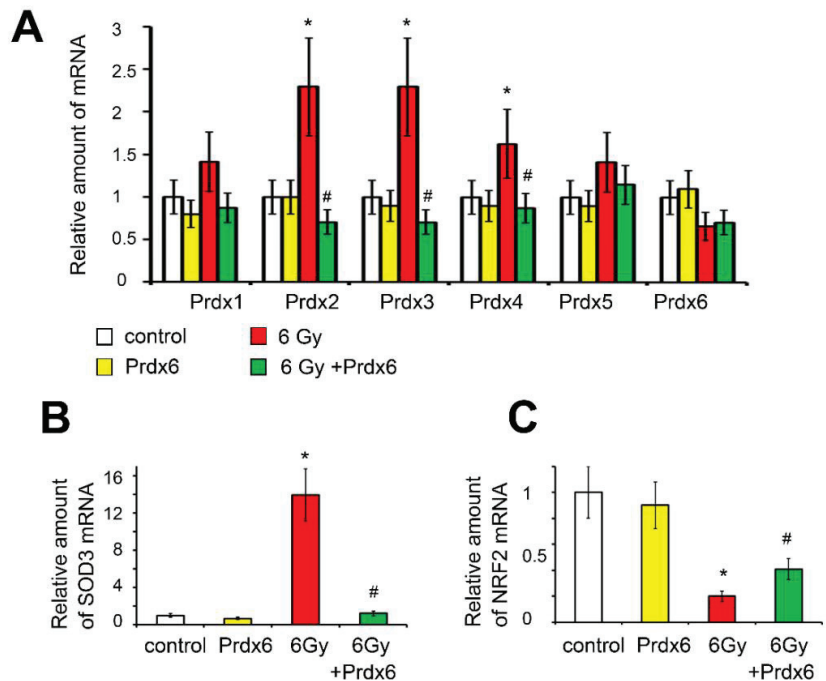 A
Relative amount of mRNA
3
2.5
2
1.5
1
0.5
0
*
*
*
#
#
#
Prdx1 Prdx2 Prdx3 Prdx4 Prdx5 Prdx6
control
6 Gy
Prdx6
6 Gy +Prdx6
B
Relative amount
of SOD3 mRNA
16
12
8
4
0
*
#
control Prdx6 6Gy 6Gy
+Prdx6
C
Relative amount
of NRF2 mRNA
1
0.5
0
*
#
control Prdx6 6Gy 6Gy
+Prdx6